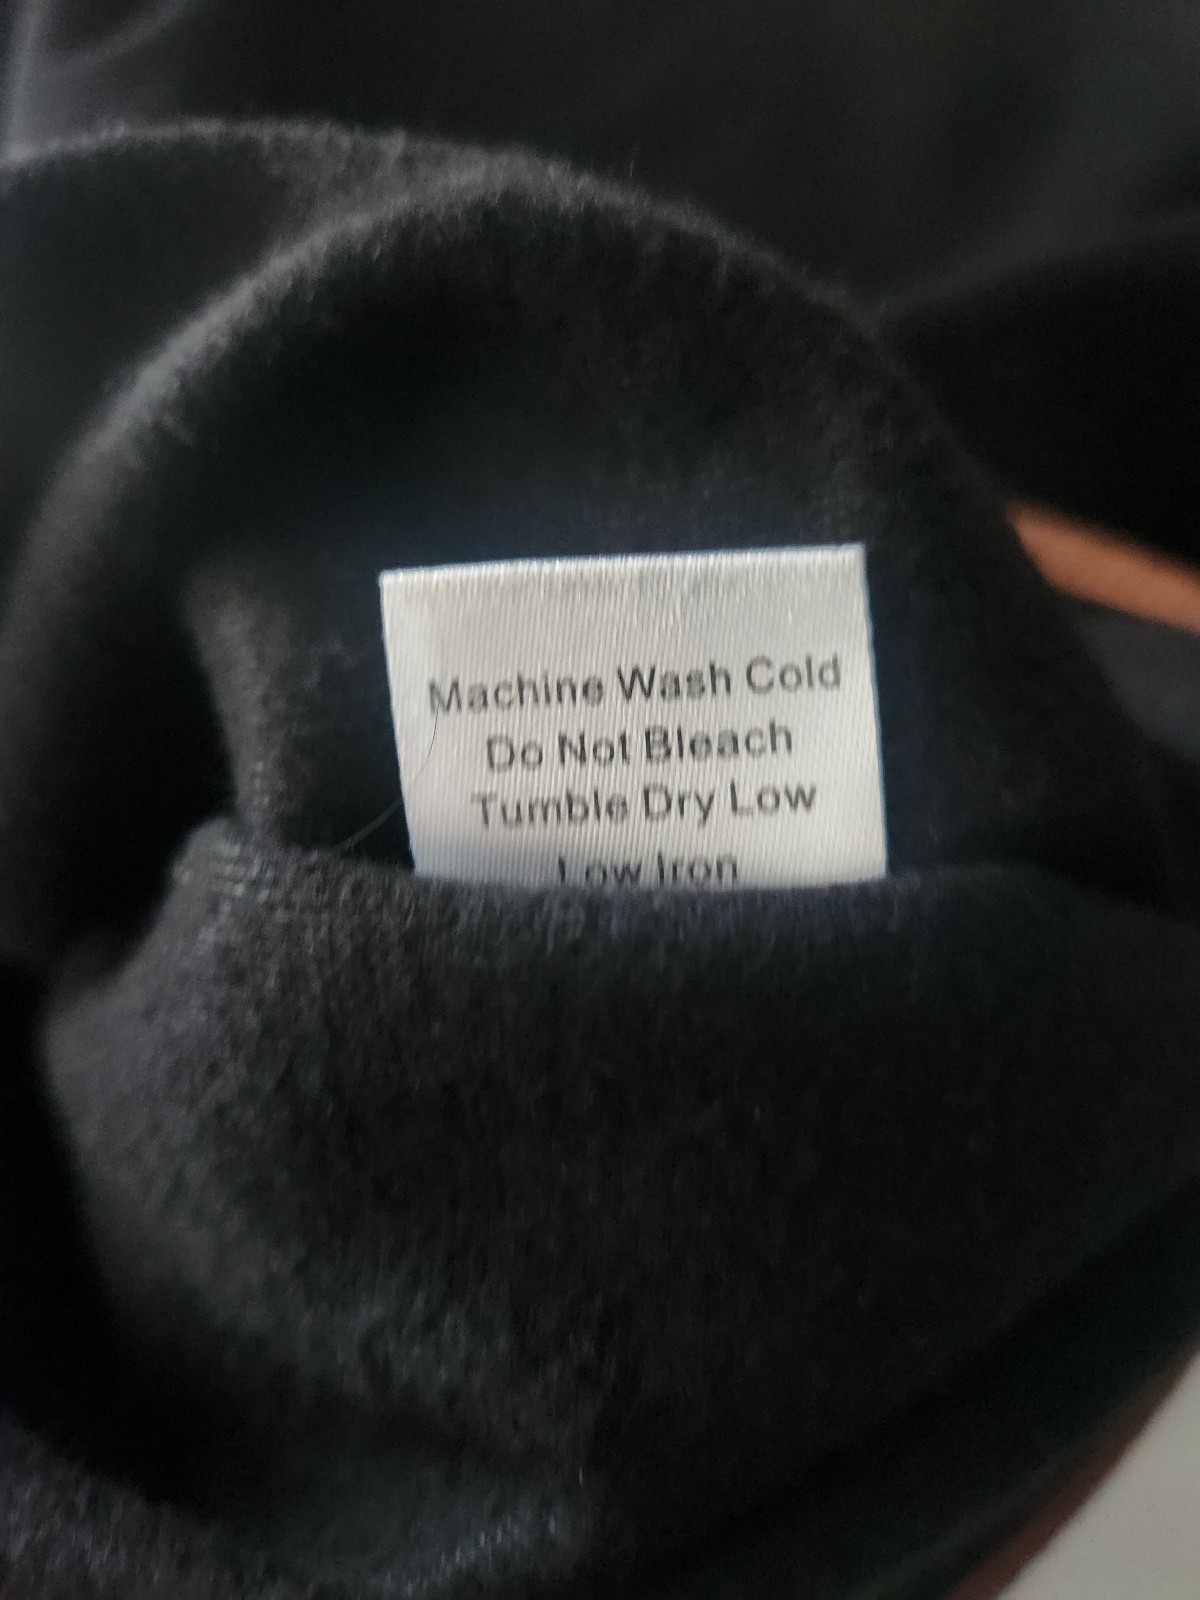 Machine Wash Cold
Do Not Bleach
Tumble Dry Low
Low Iron